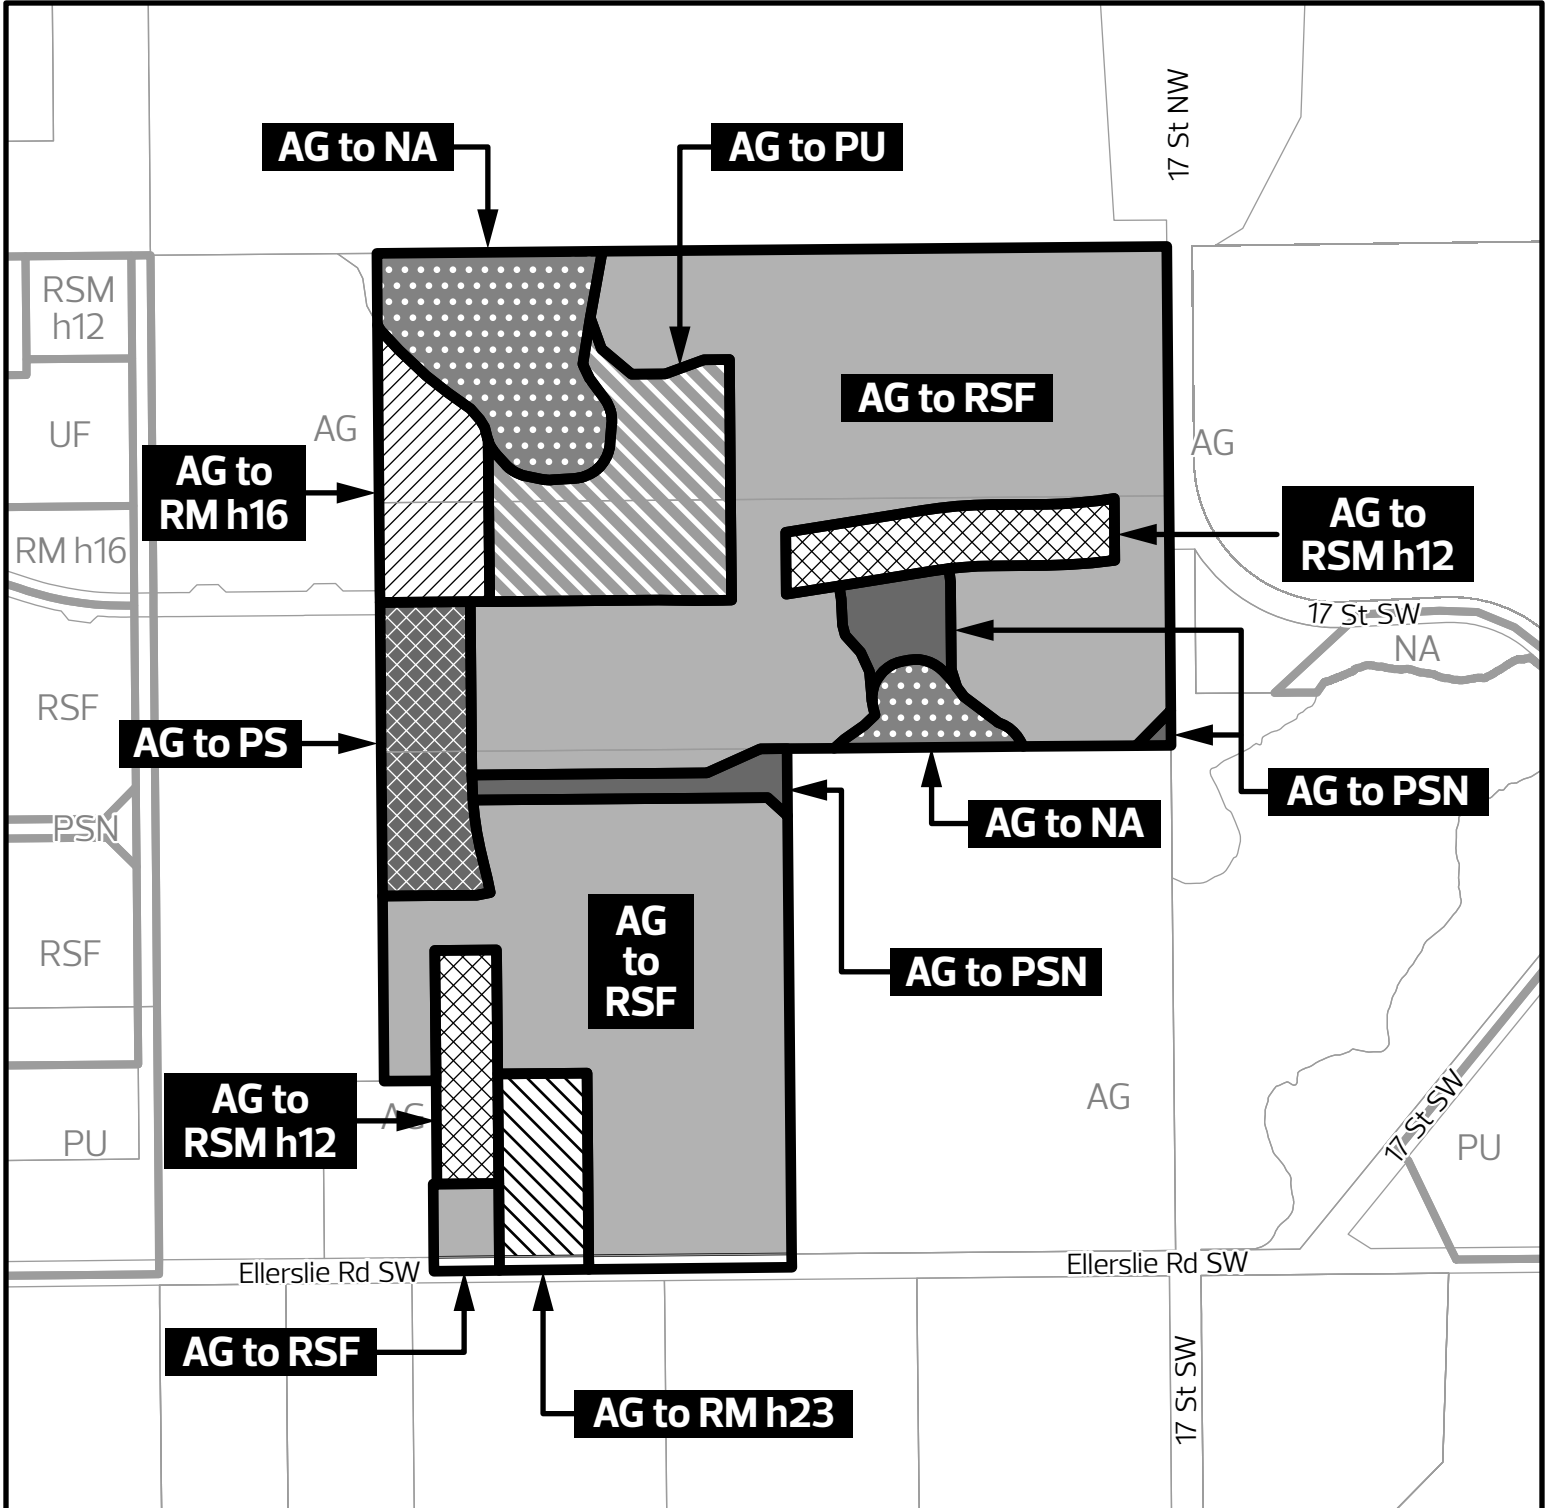 17 St NW
AG to NA
AG to PU
RSM
h12
AG to RSF
UF
AG
AG
AG to
RM h16
AG to
RSM h12
RM h16
17 St SW
NA
RSF
AG to PS
AG to PSN
PSN
AG to NA
AG
to
RSF
RSF
AG to PSN
AG to
RSM h12
AG
AG
17 St SW
PU
PU
Ellerslie Rd SW
Ellerslie Rd SW
AG to RSF
17 St SW
AG to RM h23